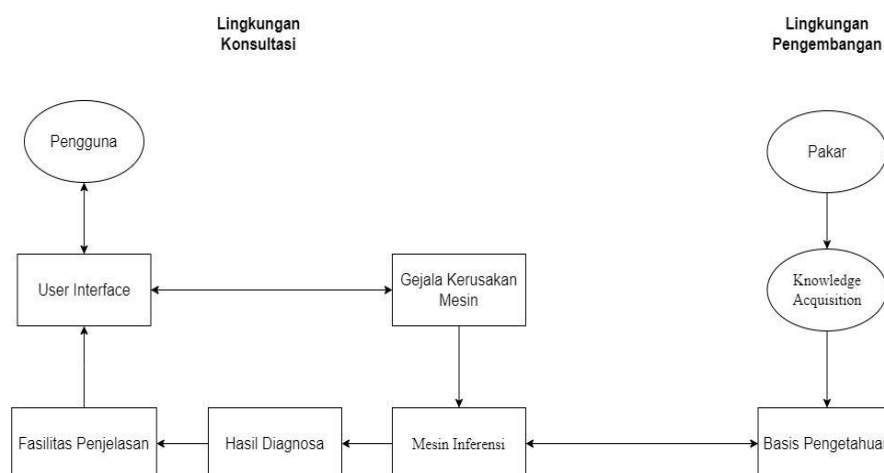 Lingkungan
Konsultasi
Lingkungan
Pengembangan
Pengguna
Pakar
User Interface
Gejala Kerusakan
Mesin
Knowledge
Acquisition
Fasilitas Penjelasan
Hasil Diagnosa
Mesin Inferensi
Basis Pengetahuan